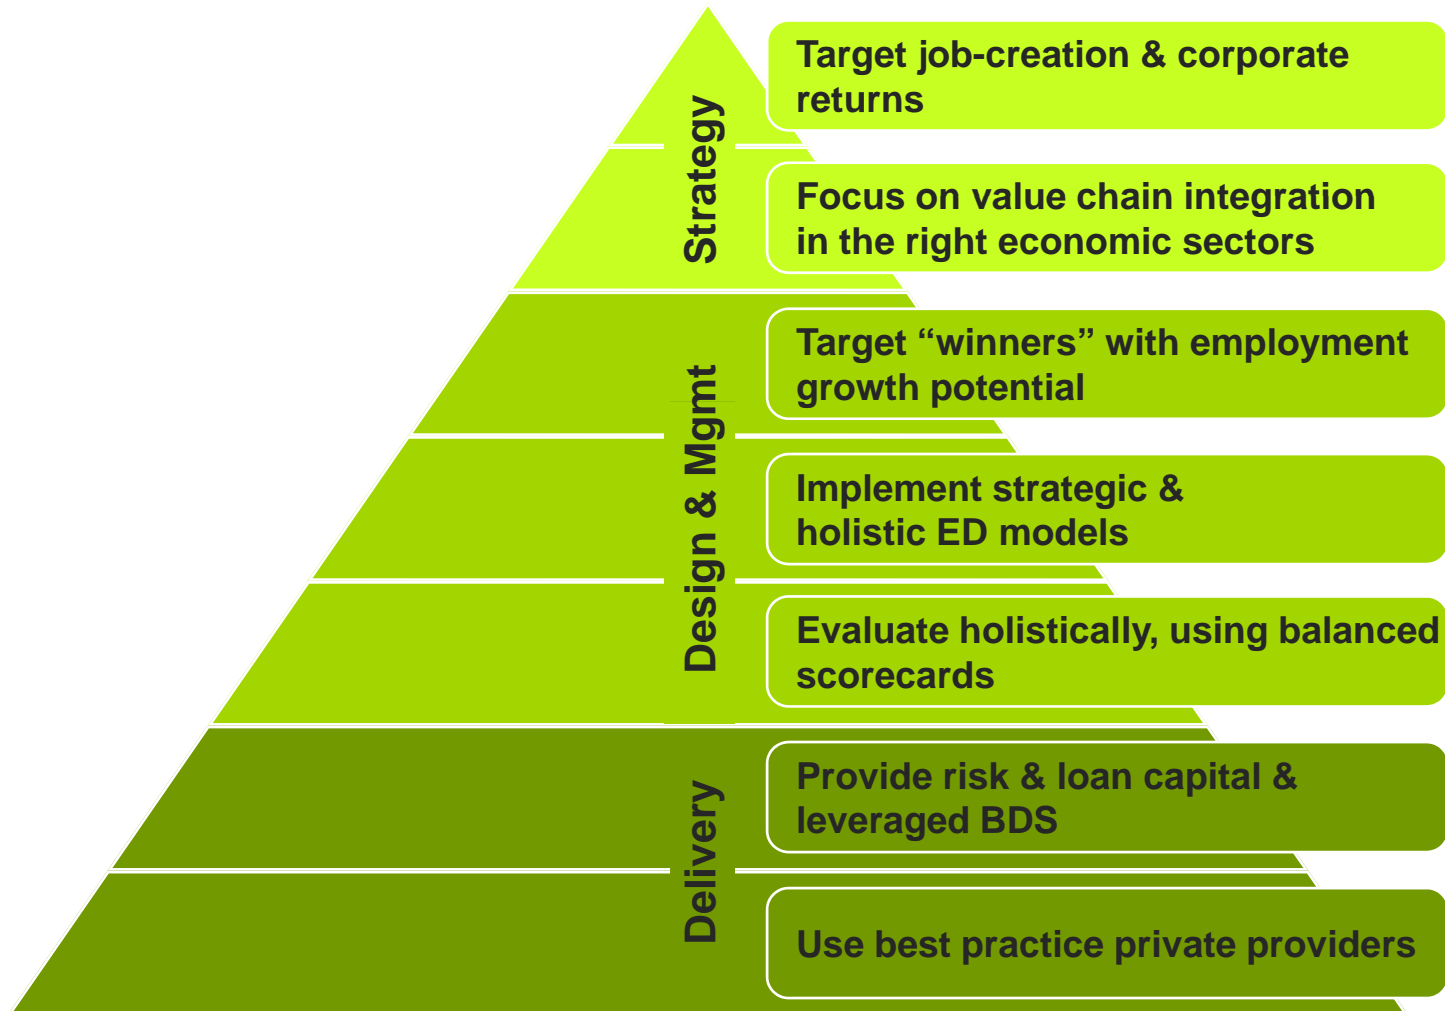 Strategy
Target job-creation & corporate
returns
Focus on value chain integration
in the right economic sectors
Design & Mgmt
Target “winners” with employment
growth potential
Implement strategic &
holistic ED models
Evaluate holistically, using balanced
scorecards
Delivery
Provide risk & loan capital &
leveraged BDS
Use best practice private providers